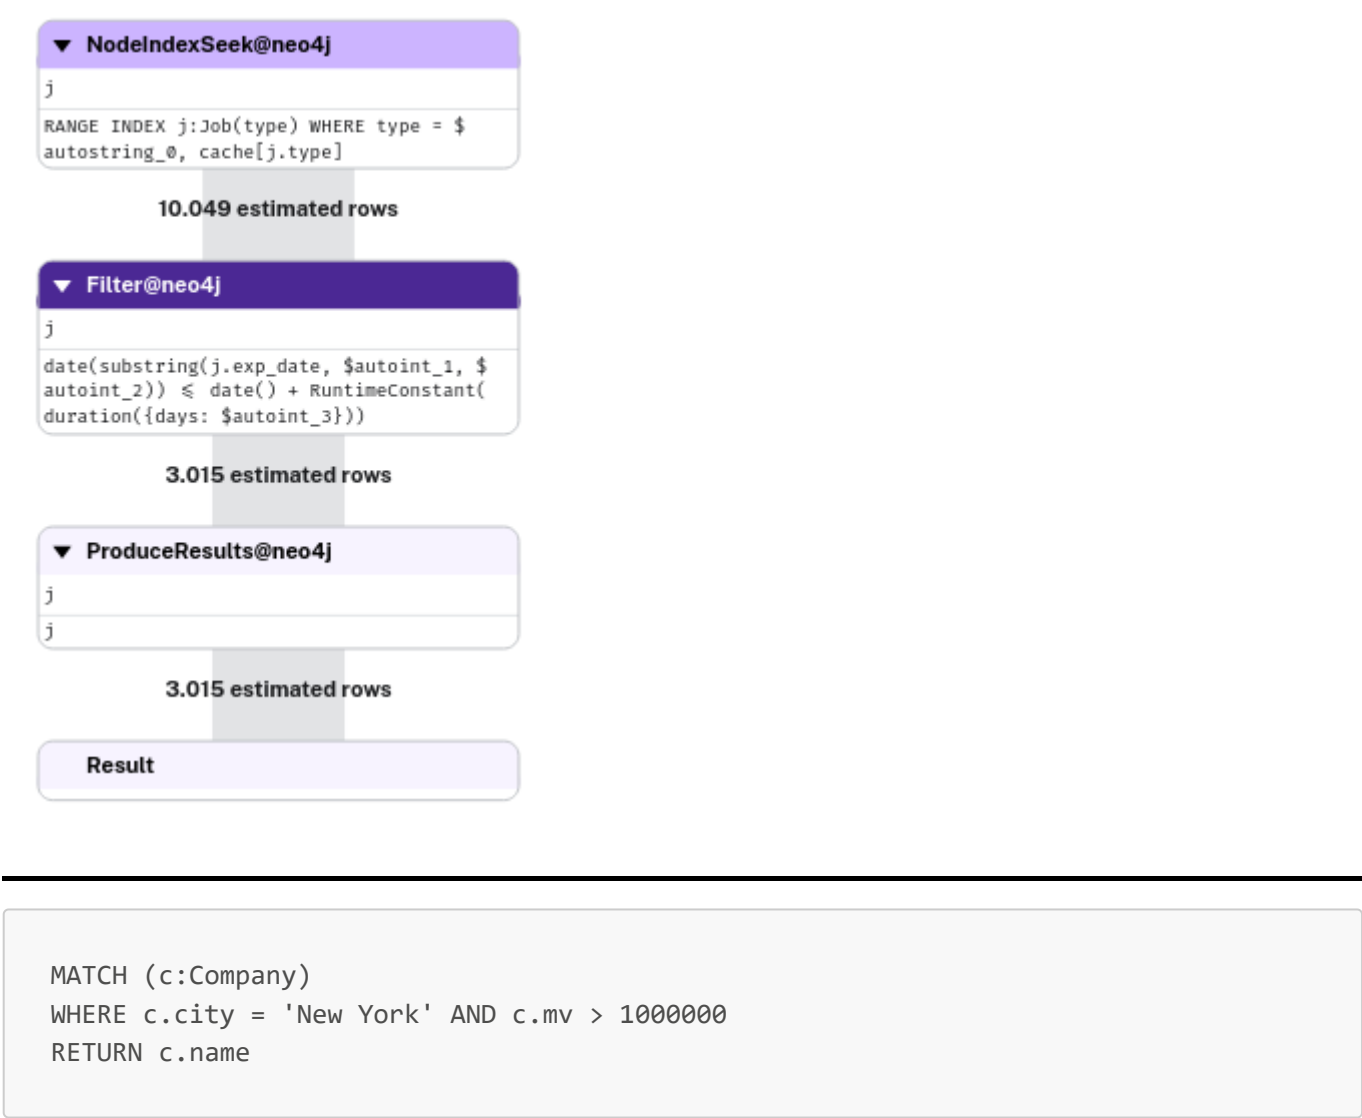 NodeIndexSeek@neo4j
j
RANGE INDEX j:Job(type) WHERE type = $
autostring_0, cache[j.type]
10.049 estimated rows
Filter@neo4j
j
date(substring(j.exp_date, $autoint_1, $
autoint_2)) ⩽ date() + RuntimeConstant(
duration({days: $autoint_3}))
3.015 estimated rows
ProduceResults@neo4j
j
j
3.015 estimated rows
Result
MATCH (c:Company)
WHERE c.city = 'New York' AND c.mv > 1000000
RETURN c.name